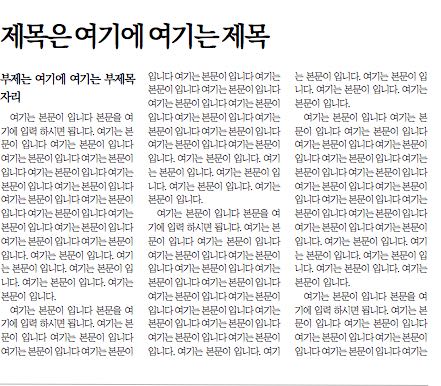 제목은 여기에 여기는 제목
부제는 여기에 여기는 부제목
자리
여기는 본문이 입니다 본문을 여
기에 입력 하시면 됩니다. 여기는 본
문이 입니다 여기는 본문이 입니다
여기는 본문이 입니다 여기는 본문이
입니다 여기는 본문이 입니다 여기는
본문이 입니다 여기는 본문이 입니다
여기는 본문이 입니다 여기는 본문이
입니다 여기는 본문이 입니다 여기는
본문이 입니다 여기는 본문이 입니다
여기는 본문이 입니다 여기는 본문이
입니다. 여기는 본문이 입니다. 여기
는 본문이 입니다. 여기는 본문이 입
니다. 여기는 본문이 입니다. 여기는
본문이 입니다.
여기는 본문이 입니다 본문을 여
기에 입력 하시면 됩니다. 여기는 본
문이 입니다 여기는 본문이 입니다
여기는 본문이 입니다 여기는 본문이
입니다 여기는 본문이 입니다 여기는
본문이 입니다 여기는 본문이 입니다
여기는 본문이 입니다 여기는 본문이
입니다 여기는 본문이 입니다 여기는
본문이 입니다 여기는 본문이 입니다
여기는 본문이 입니다 여기는 본문이
입니다. 여기는 본문이 입니다. 여기
는 본문이 입니다. 여기는 본문이 입
니다. 여기는 본문이 입니다. 여기는
본문이 입니다.
여기는 본문이 입니다 본문을 여
기에 입력 하시면 됩니다. 여기는 본
문이 입니다 여기는 본문이 입니다
여기는 본문이 입니다 여기는 본문이
입니다 여기는 본문이 입니다 여기는
본문이 입니다 여기는 본문이 입니다
여기는 본문이 입니다 여기는 본문이
입니다 여기는 본문이 입니다 여기는
본문이 입니다 여기는 본문이 입니다
여기는 본문이 입니다 여기는 본문이
입니다. 여기는 본문이 입니다. 여기
는 본문이 입니다. 여기는 본문이 입
니다. 여기는 본문이 입니다. 여기는
본문이 입니다.
여기는 본문이 입니다 여기는 본
문이 입니다 여기는 본문이 입니다
여기는 본문이 입니다 여기는 본문이
입니다 여기는 본문이 입니다 여기는
본문이 입니다 여기는 본문이 입니다
여기는 본문이 입니다 여기는 본문이
입니다 여기는 본문이 입니다 여기는
본문이 입니다 여기는 본문이 입니다
여기는 본문이 입니다 여기는 본문이
입니다. 여기는 본문이 입니다. 여기
는 본문이 입니다. 여기는 본문이 입
니다. 여기는 본문이 입니다. 여기는
본문이 입니다.
여기는 본문이 입니다 본문을 여
기에 입력 하시면 됩니다. 여기는 본
문이 입니다 여기는 본문이 입니다
여기는 본문이 입니다 여기는 본문이
입니다 여기는 본문이 입니다 여기는